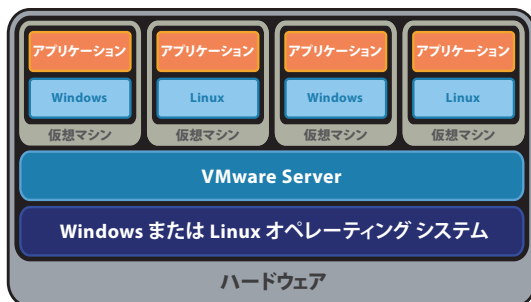 アプリケーション アプリケーション アプリケーション アプリケーション
Windows Linux Windows Linux
仮想マシン 仮想マシン 仮想マシン 仮想マシン
VMware Server
Windows または Linux オペレーティング システム
ハードウェア